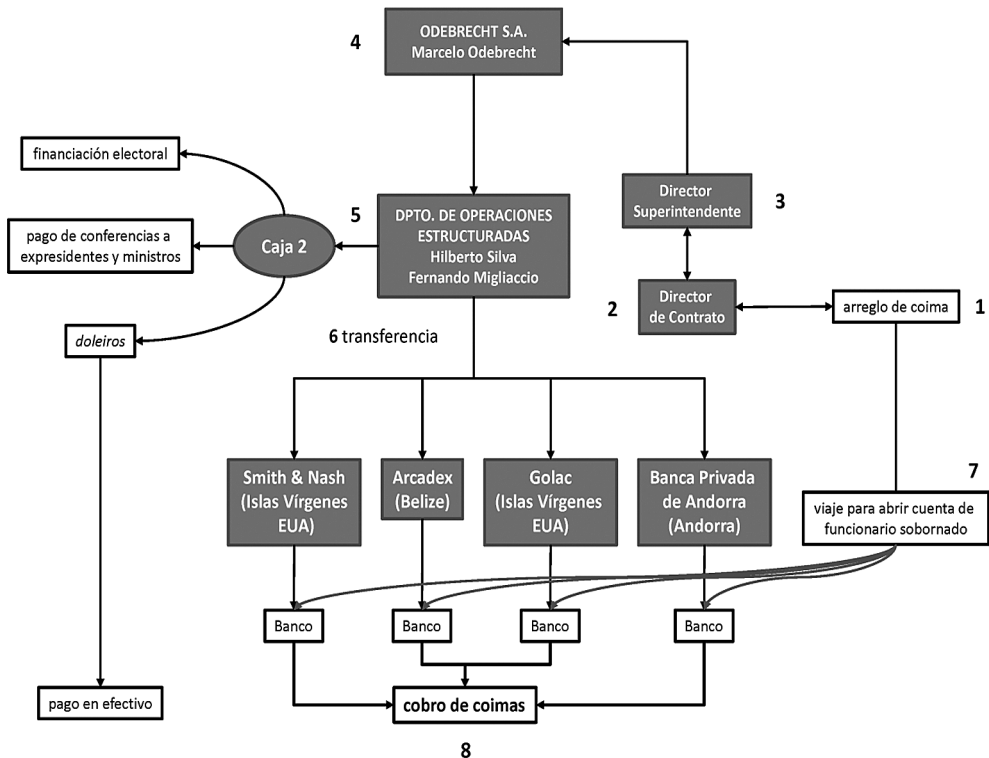 4
ODEBRECHT S.A.
Marcelo Odebrecht
financiación electoral
pago de conferencias a
expresidentes y ministros
Caja 2
5
DPTO. DE OPERACIONES
ESTRUCTURADAS
Hilberto Silva
Fernando Migliaccio
Director
Superintendente
3
2
Director
de Contrato
arreglo de coima
1
doleiros
6 transferencia
Smith & Nash
(Islas Vírgenes
EUA)
Arcadex
(Belize)
Golac
(Islas Vírgenes
EUA)
Banca Privada
de Andorra
(Andorra)
7
viaje para abrir cuenta de
funcionario sobornado
Banco
Banco
Banco
Banco
pago en efectivo
cobro de coimas
8